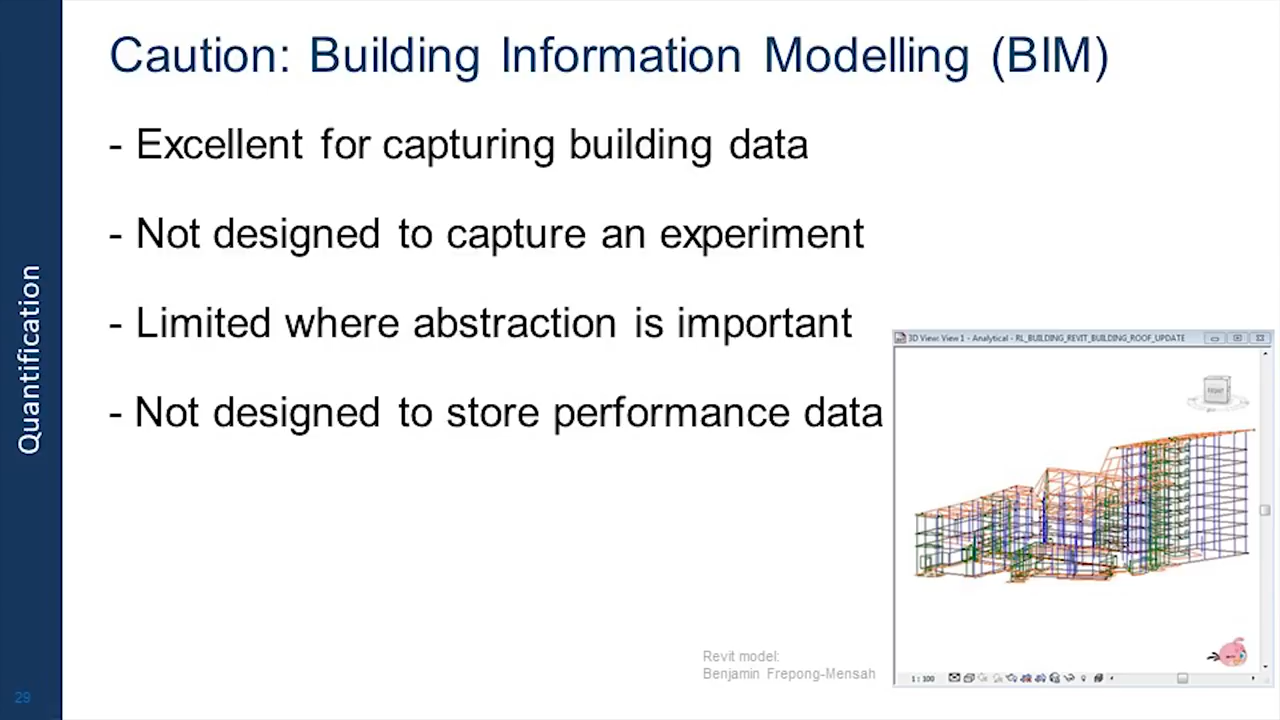 Caution: Building Information Modelling (BIM)
- Excellent for capturing building data
- Not designed to capture an experiment
- Limited where abstraction is important
- Not designed to store performance data
Quantification
3D View: View 1 - Analytical - RL_BUILDING_REVIT_BUILDING_ROOF_UPDATE
FRONT
1 : 100
Revit model:
Benjamin Frepong-Mensah
29